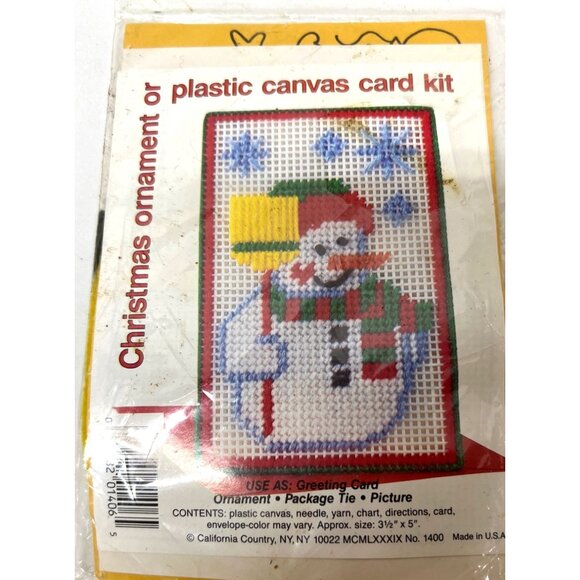 Christmas ornament or
plastic canvas card kit
USE AS: Greeting Card
Ornament • Package Tie • Picture
CONTENTS: plastic canvas, needle, yarn, chart, directions, card,
envelope-color may vary. Approx. size: 3½" x 5".
© California Country, NY, NY 10022 MCMLXXXIX No. 1400 Made in U.S.A.
01406
5